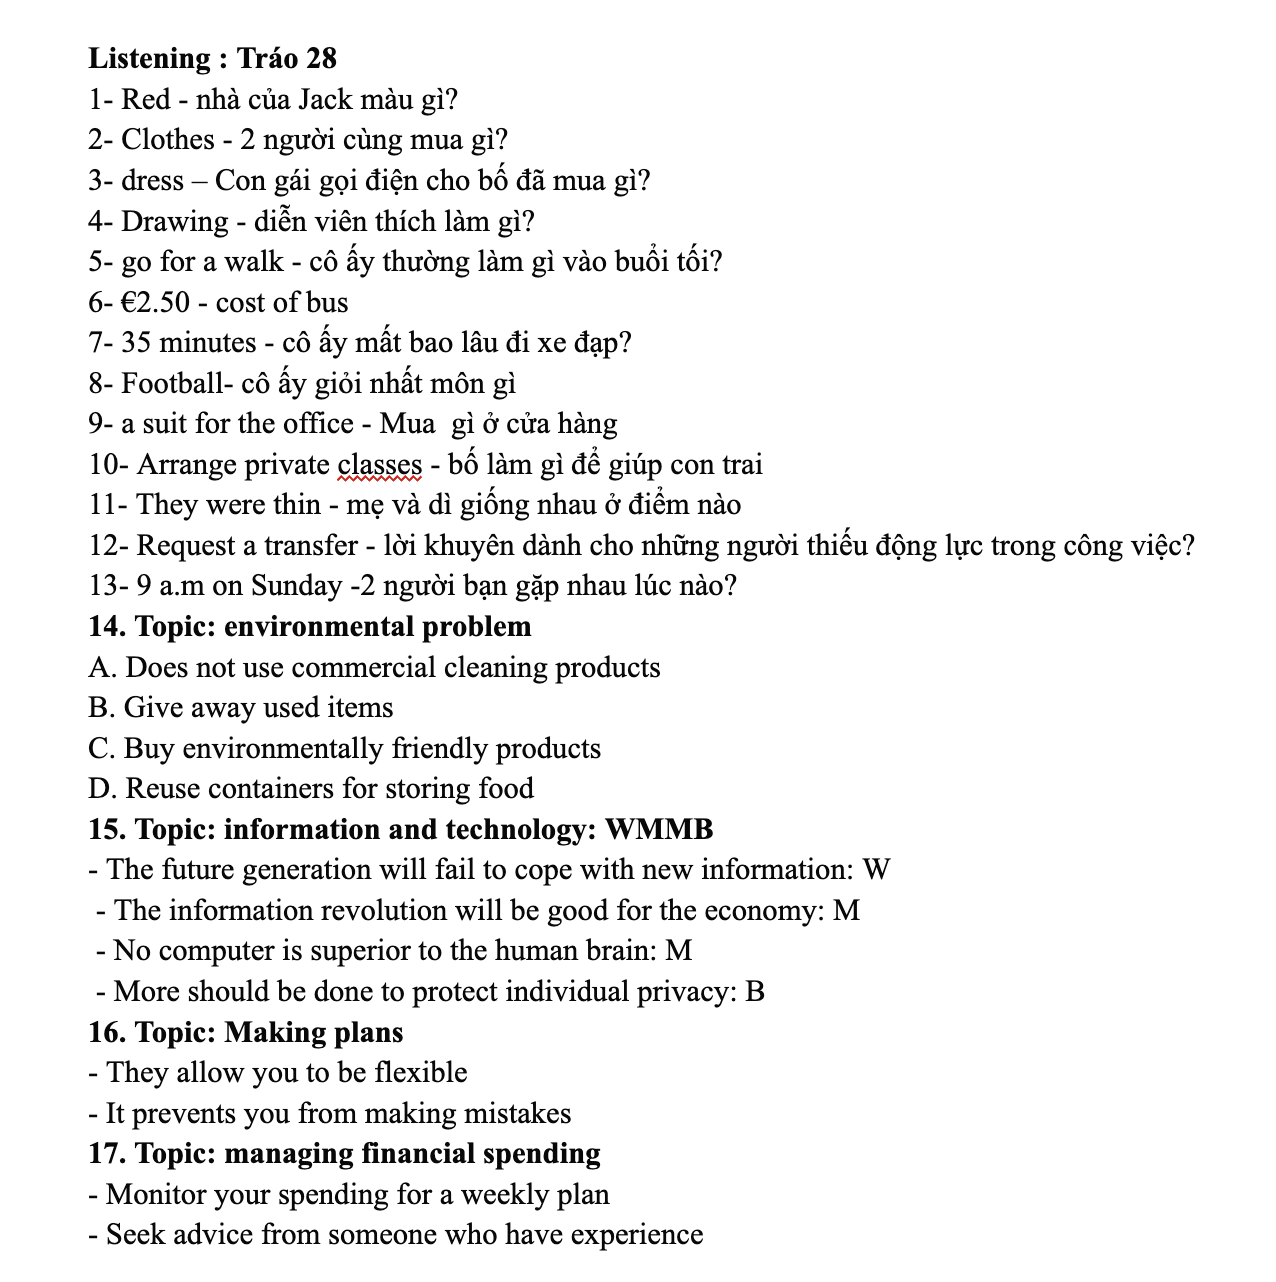 Listening : Tráo 28
1- Red - nhà của Jack màu gì?
2- Clothes - 2 người cùng mua gì?
3- dress – Con gái gọi điện cho bố đã mua gì?
4- Drawing - diễn viên thích làm gì?
5- go for a walk - cô ấy thường làm gì vào buổi tối?
6- €2.50 - cost of bus
7- 35 minutes - cô ấy mất bao lâu đi xe đạp?
8- Football- cô ấy giỏi nhất môn gì
9- a suit for the office - Mua  gì ở cửa hàng
10- Arrange private classes - bố làm gì để giúp con trai
11- They were thin - mẹ và dì giống nhau ở điểm nào
12- Request a transfer - lời khuyên dành cho những người thiếu động lực trong công việc?
13- 9 a.m on Sunday -2 người bạn gặp nhau lúc nào?
14. Topic: environmental problem
A. Does not use commercial cleaning products
B. Give away used items
C. Buy environmentally friendly products
D. Reuse containers for storing food
15. Topic: information and technology: WMMB
- The future generation will fail to cope with new information: W
- The information revolution will be good for the economy: M
- No computer is superior to the human brain: M
- More should be done to protect individual privacy: B
16. Topic: Making plans
- They allow you to be flexible
- It prevents you from making mistakes
17. Topic: managing financial spending
- Monitor your spending for a weekly plan
- Seek advice from someone who have experience